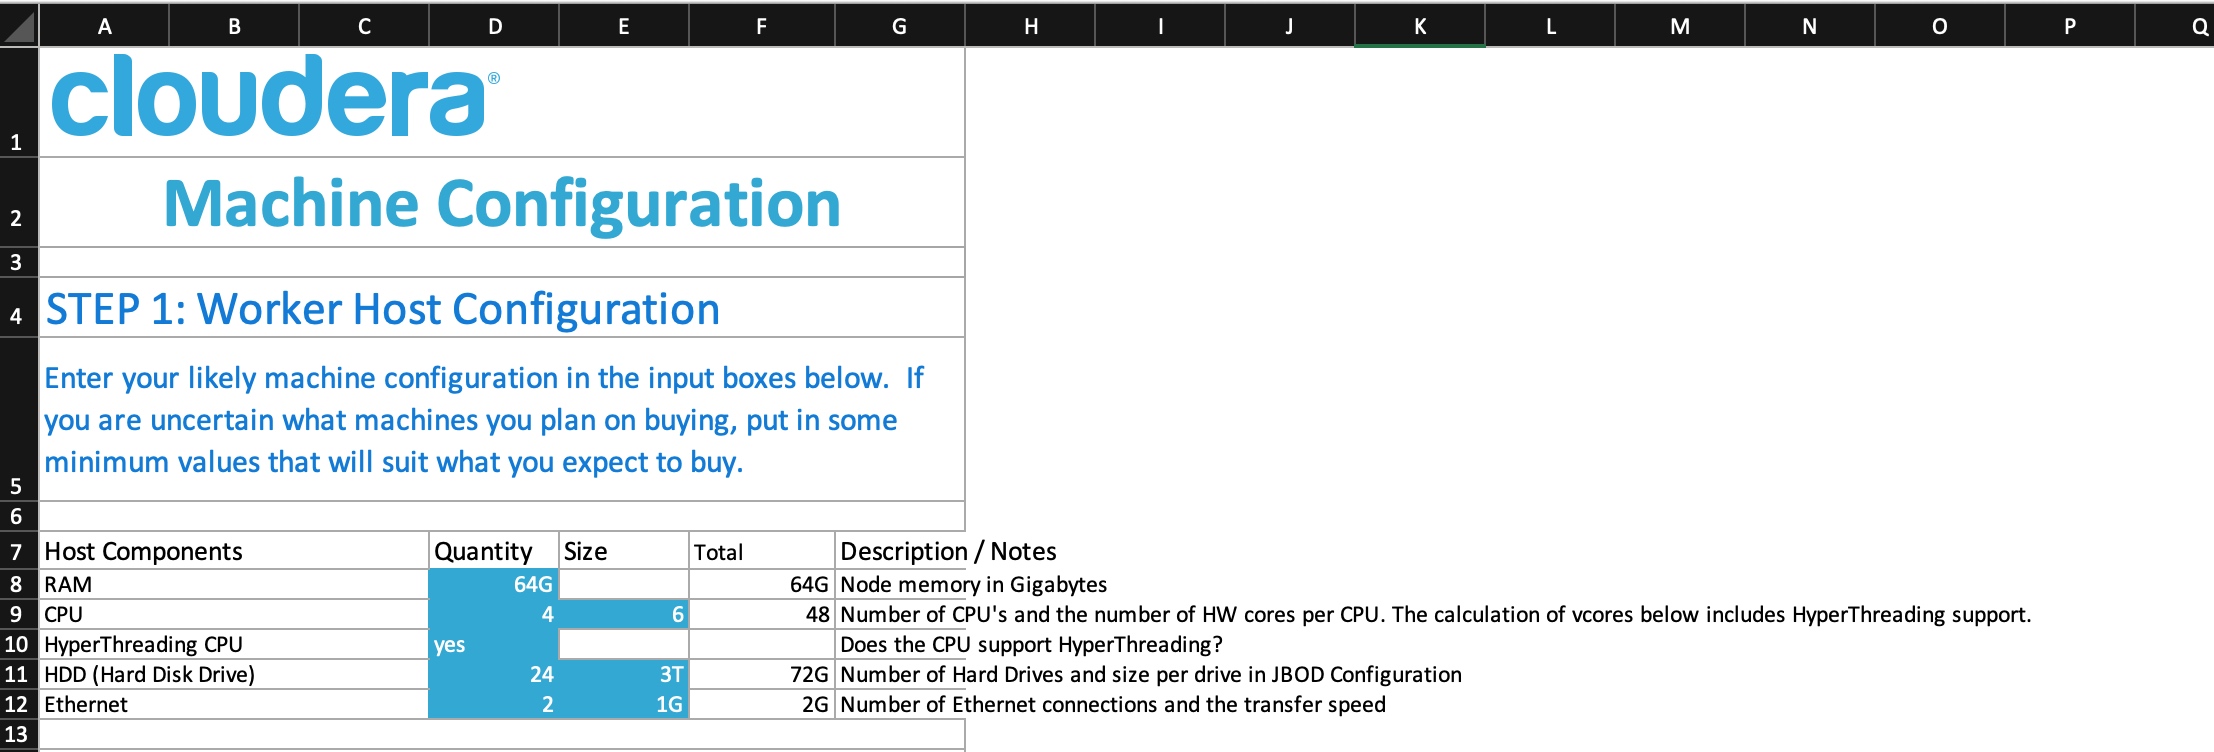 A B C D E F G H I J K L M N O P Q
1 cloudera®
2 Machine Configuration
3
4 STEP 1: Worker Host Configuration
Enter your likely machine configuration in the input boxes below. If
you are uncertain what machines you plan on buying, put in some
minimum values that will suit what you expect to buy.
5
6
7 Host Components Quantity Size Total Description / Notes
8 RAM 64G 64G Node memory in Gigabytes
9 CPU 4 6 48 Number of CPU's and the number of HW cores per CPU. The calculation of vcores below includes HyperThreading support.
10 HyperThreading CPU yes Does the CPU support HyperThreading?
11 HDD (Hard Disk Drive) 24 3T 72G Number of Hard Drives and size per drive in JBOD Configuration
12 Ethernet 2 1G 2G Number of Ethernet connections and the transfer speed
13